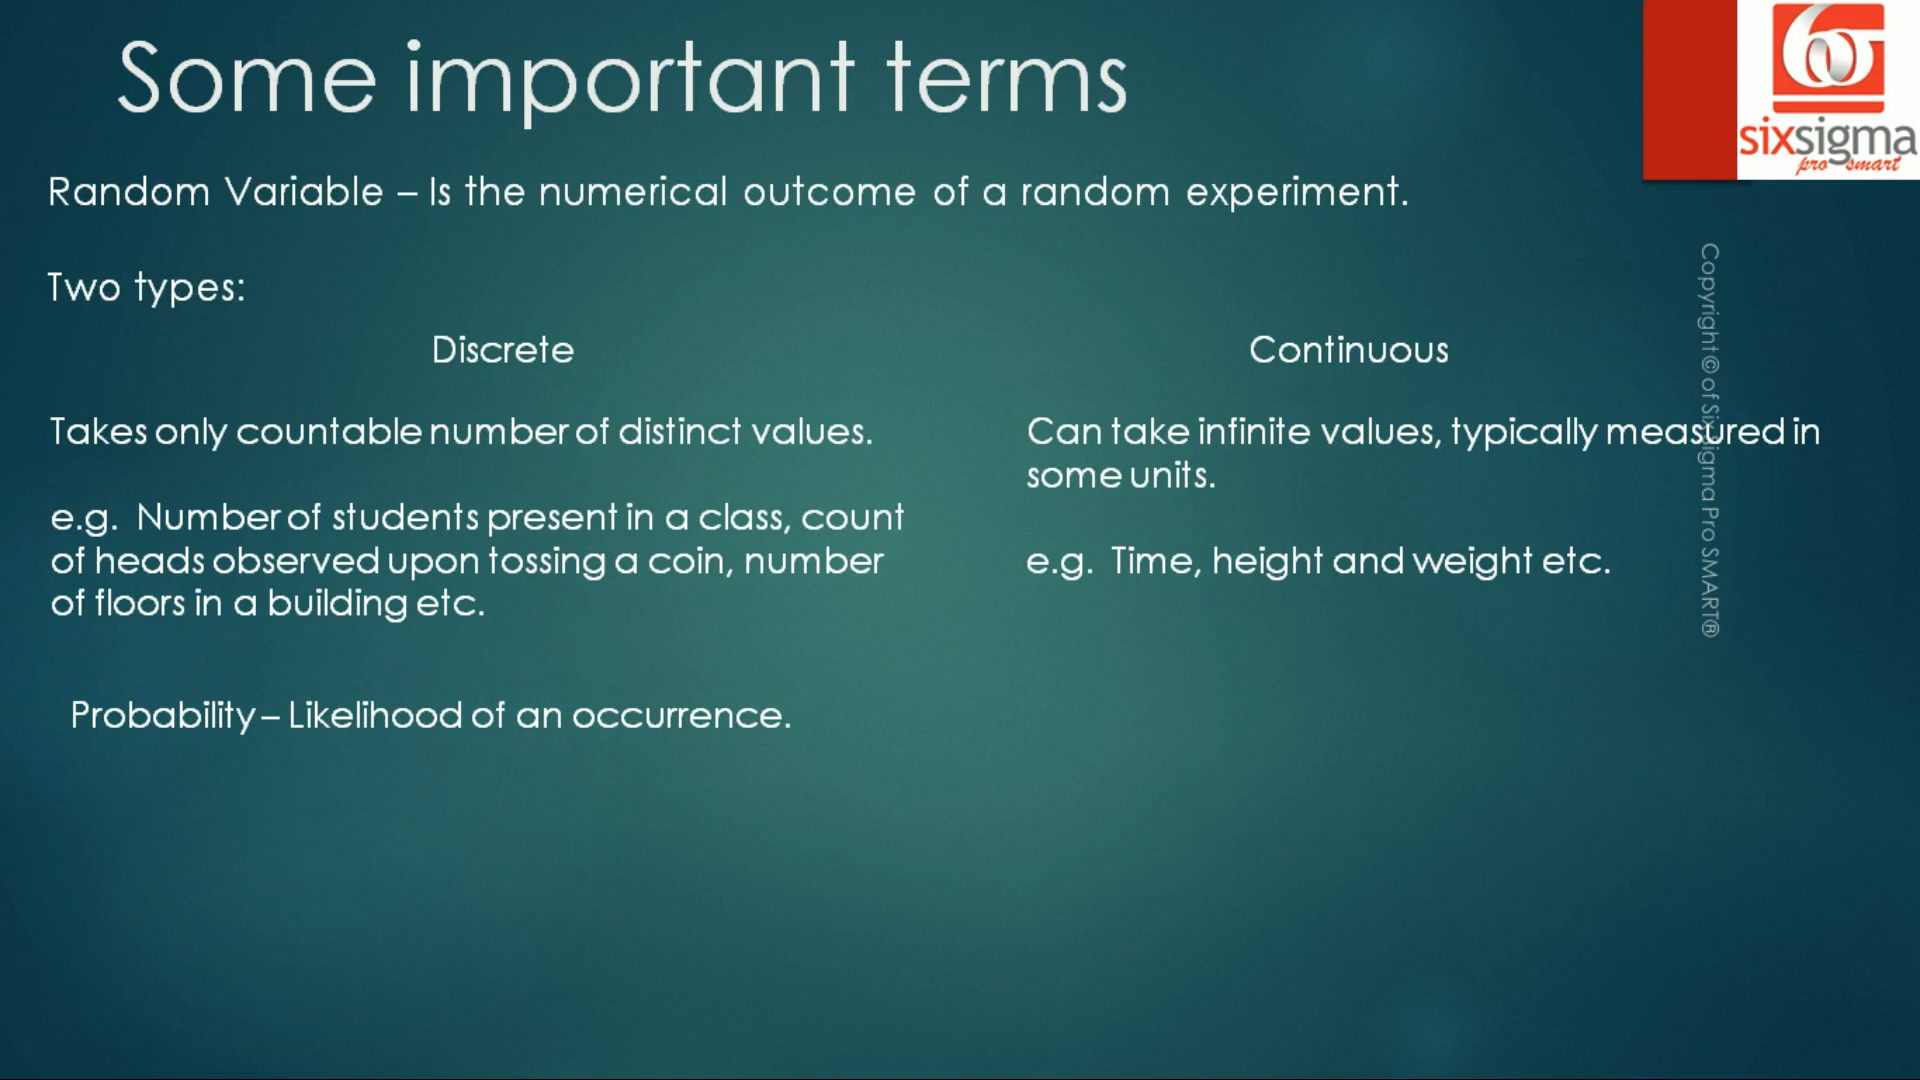 Some important terms
sixsigma
pro smart
Random Variable – Is the numerical outcome of a random experiment.
Two types:
Discrete
Takes only countable number of distinct values.
e.g. Number of students present in a class, count
of heads observed upon tossing a coin, number
of floors in a building etc.
Continuous
Can take infinite values, typically measured in
some units.
e.g. Time, height and weight etc.
Probability – Likelihood of an occurrence.
Copyright© of Six Sigma Pro SMART®